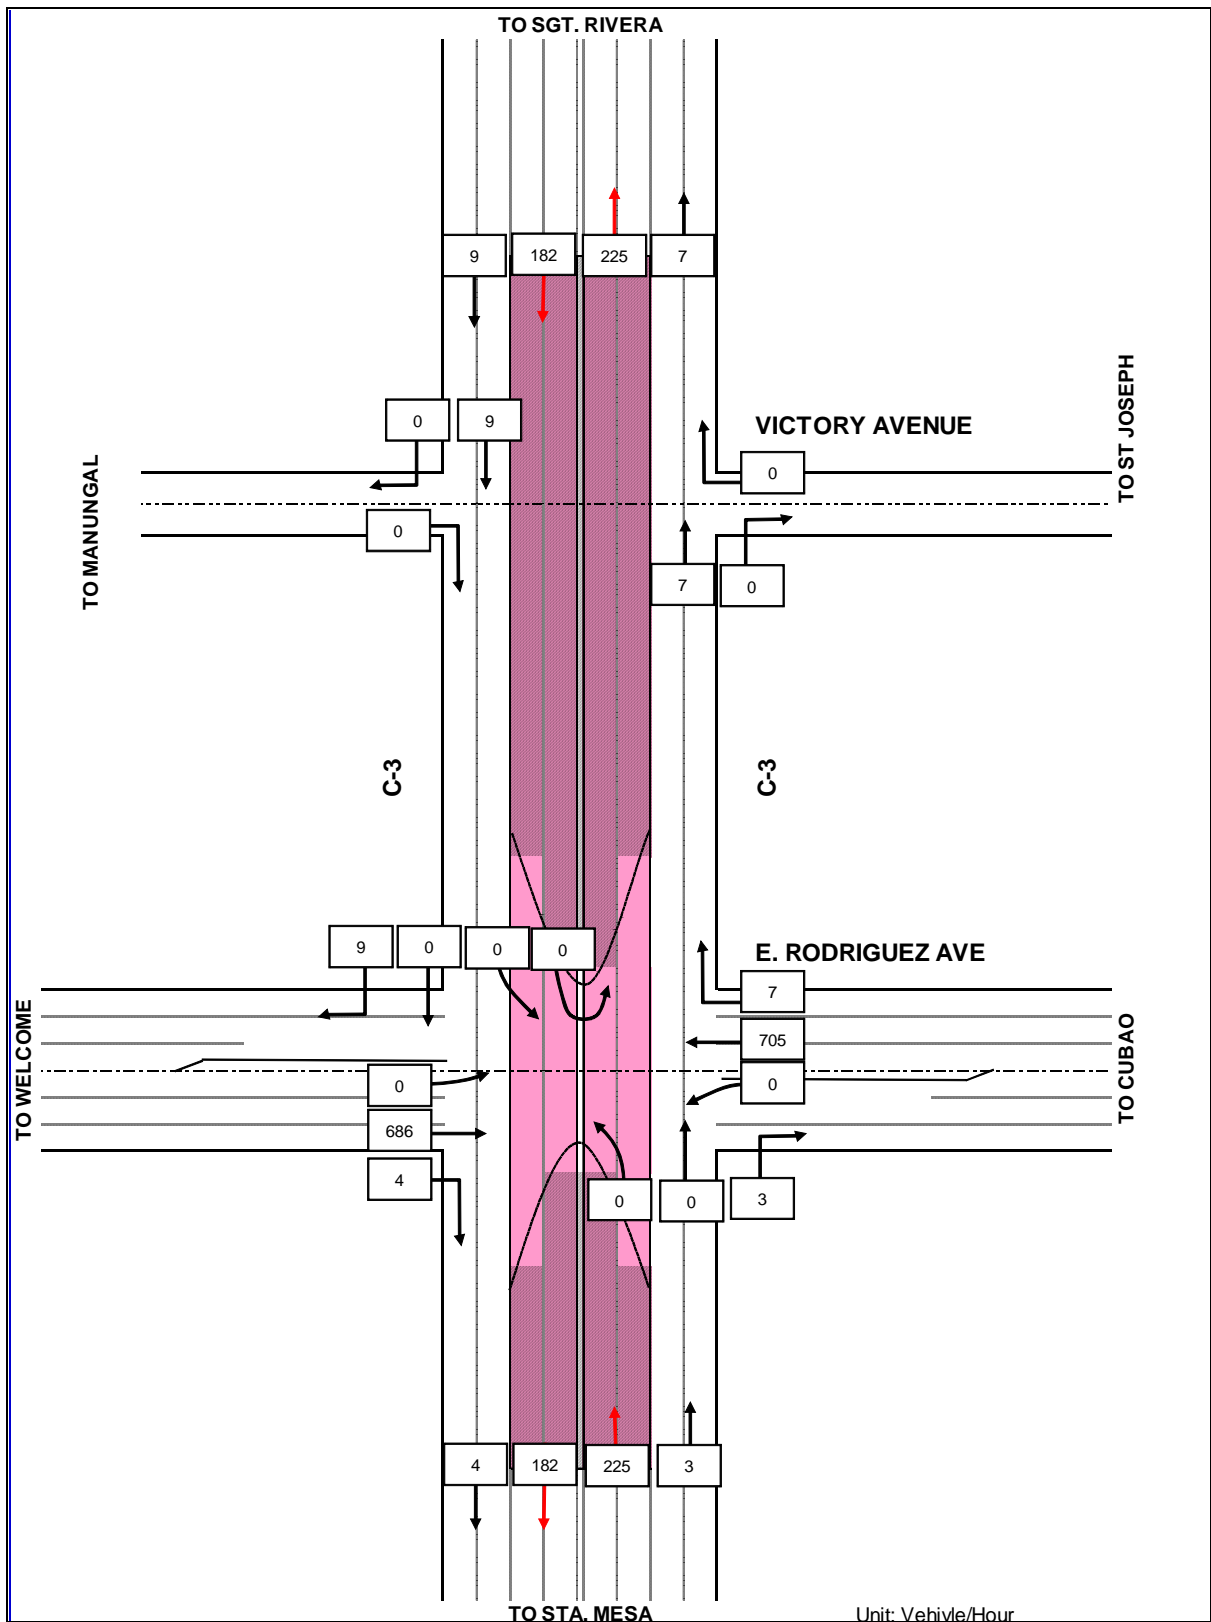 TO SGT. RIVERA
9 182 225 7
0 9
VICTORY AVENUE
TO ST JOSEPH
0
TO MANUNGAL
0
7 0
C-3
C-3
9 0 0 0
E. RODRIGUEZ AVE
7
TO WELCOME
705
TO CUBAO
0
0
686
4
0 0 3
4 182 225 3
TO STA. MESA
Unit: Vehivle/Hour